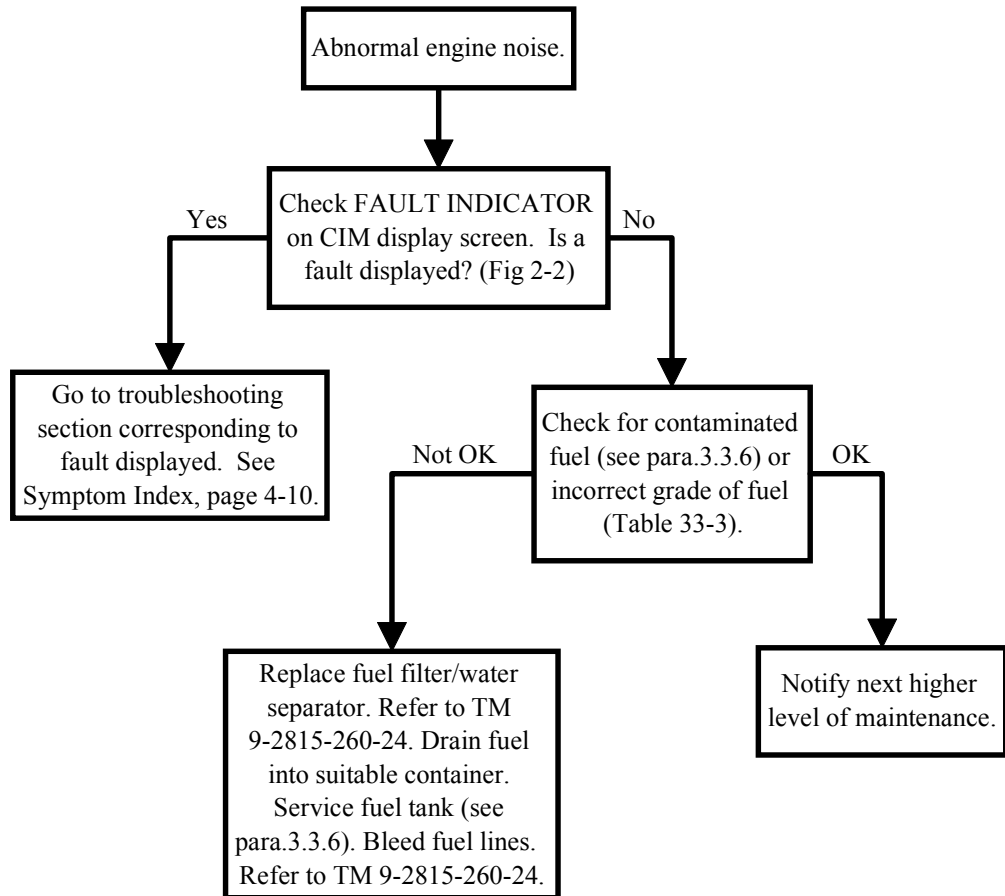 Abnormal engine noise.
Check FAULT INDICATOR
on CIM display screen.  Is a
fault displayed? (Fig 2-2)
Yes
No
Go to troubleshooting
section corresponding to
fault displayed.  See
Symptom Index, page 4-10.
Check for contaminated
fuel (see para.3.3.6) or
incorrect grade of fuel
(Table 33-3).
Not OK
OK
Replace fuel filter/water
separator. Refer to TM
9-2815-260-24. Drain fuel
into suitable container.
Service fuel tank (see
para.3.3.6). Bleed fuel lines.
Refer to TM 9-2815-260-24.
Notify next higher
level of maintenance.